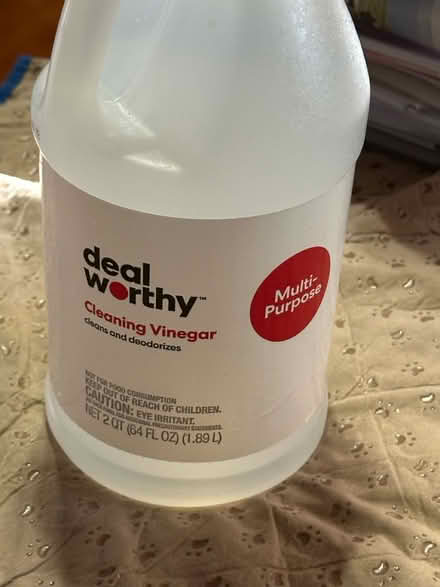 deal
worthy™
Cleaning Vinegar
cleans and deodorizes
Multi-
Purpose
NOT FOR FOOD CONSUMPTION
KEEP OUT OF REACH OF CHILDREN.
CAUTION: EYE IRRITANT.
NET 2 QT (64 FL OZ) (1.89 L)